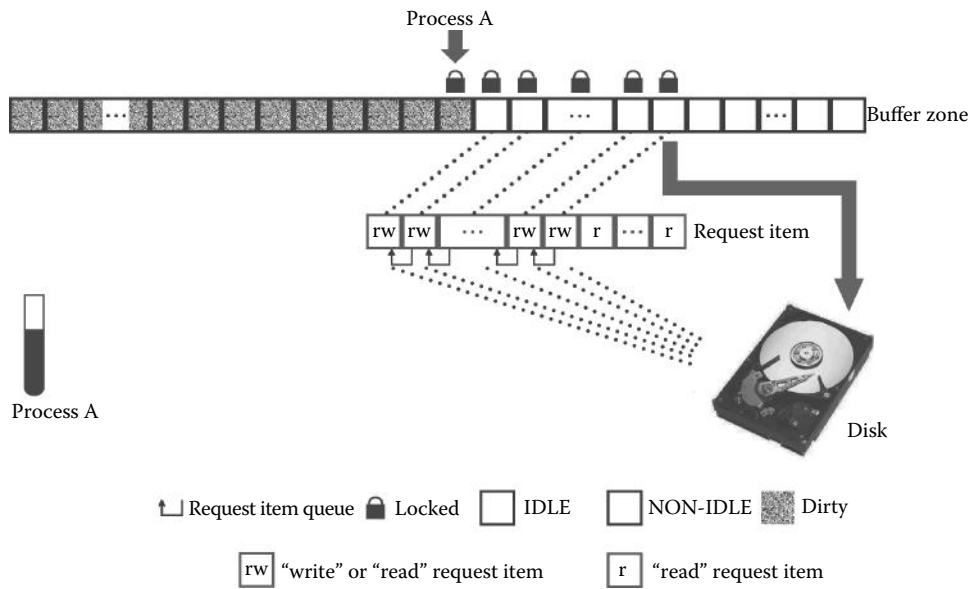 Process A
... ... ...
Buffer zone
rw rw ... rw rw r ... r Request item
Process A
Disk
Request item queue Locked IDLE NON-IDLE Dirty
rw "write" or "read" request item r "read" request item